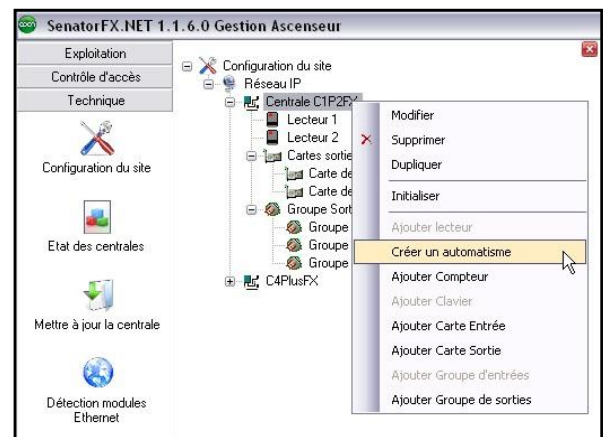 SenatorFX.NET 1.1.6.0 Gestion Ascenseur
Exploitation
Contrôle d'accès
Technique
Configuration du site
Etat des centrales
Mettre à jour la centrale
Détection modules
Ethernet
Configuration du site
Réseau IP
Centrale C1P2FX
Lecteur 1
Lecteur 2
Cartes sortie
Carte de
Carte de
Groupe Sort
Groupe
Groupe
Groupe
C4PlusFX
Modifier
Supprimer
Dupliquer
Initialiser
Ajouter lecteur
Créer un automatisme
Ajouter Compteur
Ajouter Clavier
Ajouter Carte Entrée
Ajouter Carte Sortie
Ajouter Groupe d'entrées
Ajouter Groupe de sorties